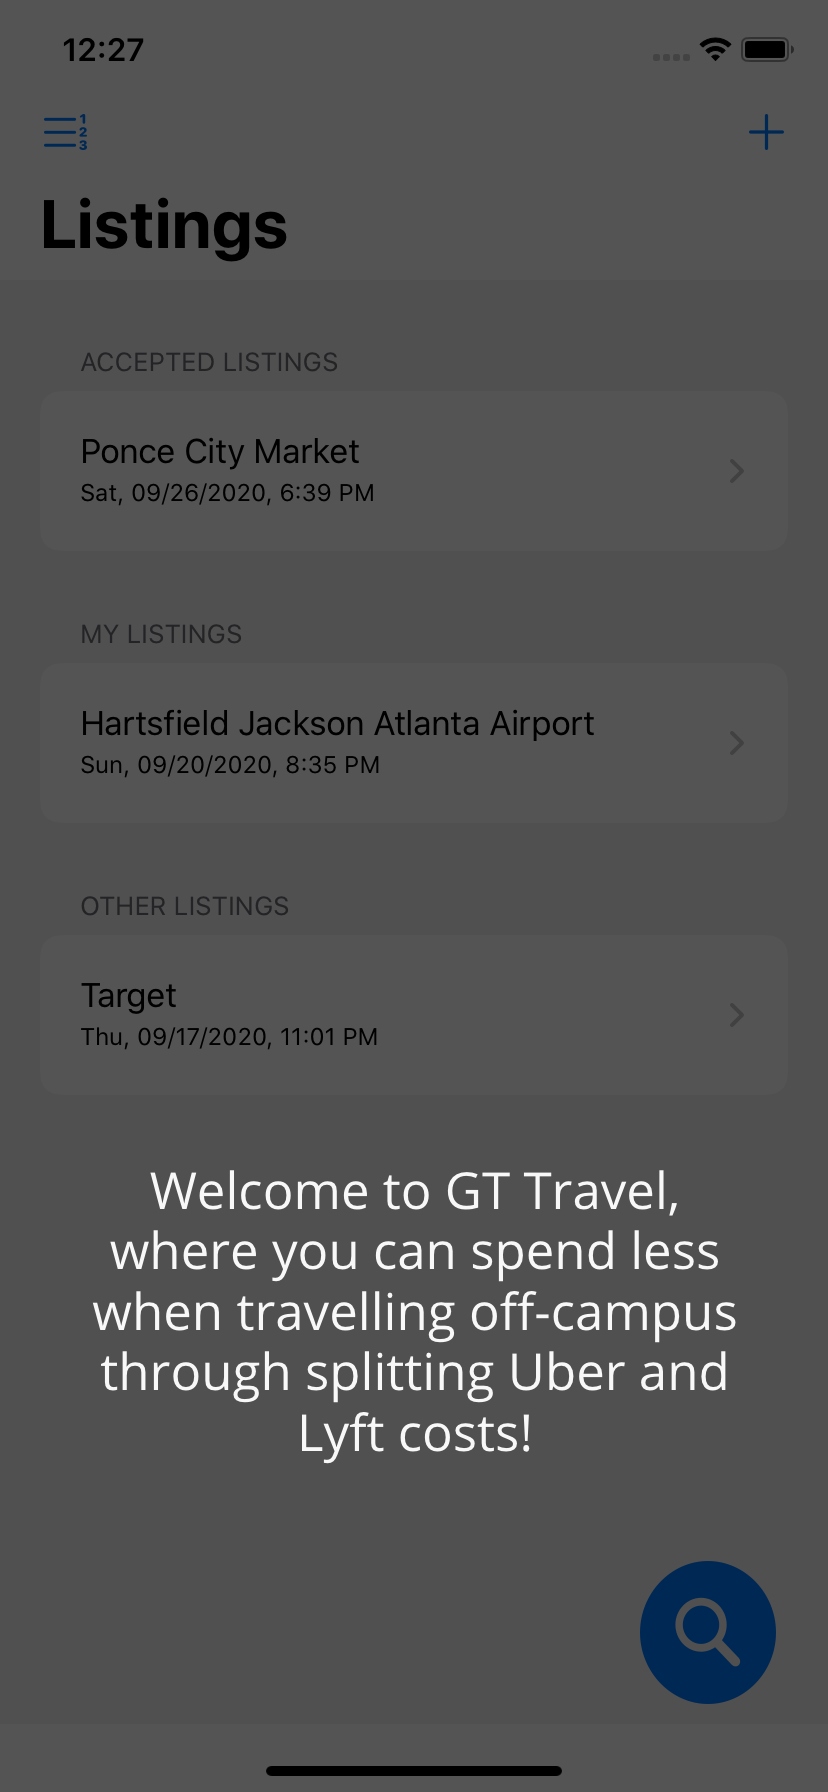 12:27
1
2
3
Listings
ACCEPTED LISTINGS
Ponce City Market
Sat, 09/26/2020, 6:39 PM
MY LISTINGS
Hartsfield Jackson Atlanta Airport
Sun, 09/20/2020, 8:35 PM
OTHER LISTINGS
Target
Thu, 09/17/2020, 11:01 PM
Welcome to GT Travel,
where you can spend less
when travelling off-campus
through splitting Uber and
Lyft costs!